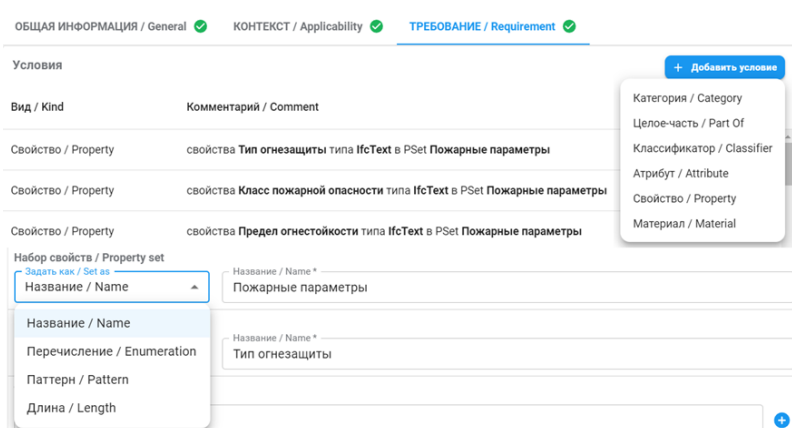 ОБЩАЯ ИНФОРМАЦИЯ / General КОНТЕКСТ / Applicability ТРЕБОВАНИЕ / Requirement
Условия
+ Добавить условие
Вид / Kind Комментарий / Comment
Свойство / Property свойства Тип огнезащиты типа IfcText в PSet Пожарные параметры
Свойство / Property свойства Класс пожарной опасности типа IfcText в PSet Пожарные параметры
Свойство / Property свойства Предел огнестойкости типа IfcText в PSet Пожарные параметры
Категория / Category
Целое-часть / Part Of
Классификатор / Classifier
Атрибут / Attribute
Свойство / Property
Материал / Material
Набор свойств / Property set
Задать как / Set as
Название / Name
Название / Name *
Пожарные параметры
Название / Name
Перечисление / Enumeration
Паттерн / Pattern
Длина / Length
Название / Name *
Тип огнезащиты